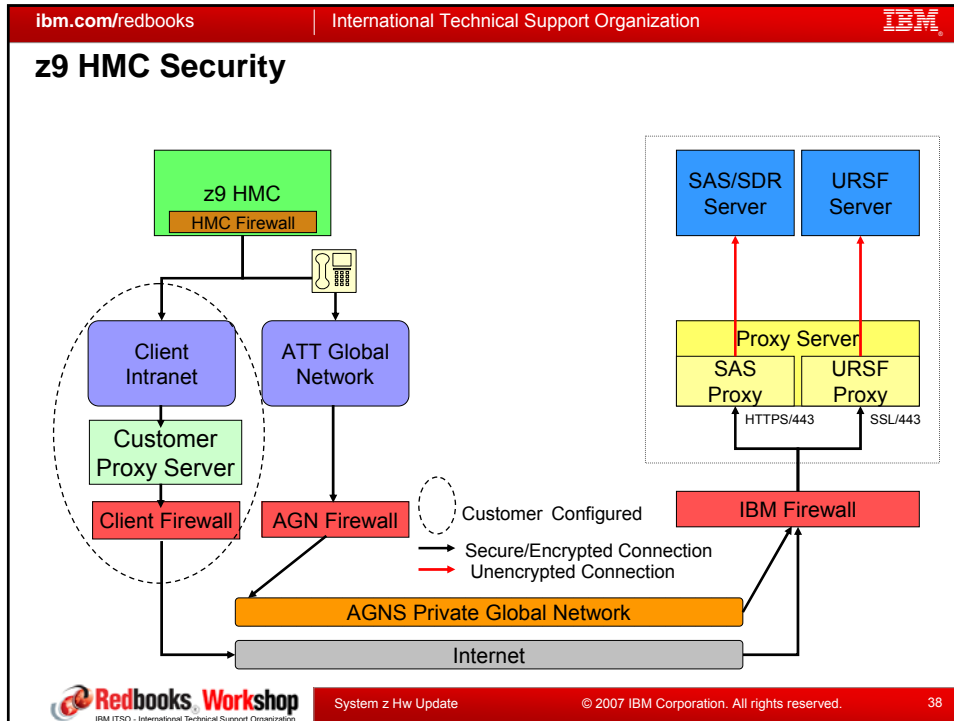 ibm.com/redbooks
International Technical Support Organization
IBM®
z9 HMC Security
z9 HMC
HMC Firewall
Client
Intranet
ATT Global
Network
Customer
Proxy Server
Client Firewall
AGN Firewall
Customer Configured
Secure/Encrypted Connection
Unencrypted Connection
AGNS Private Global Network
Internet
SAS/SDR
Server
URSF
Server
Proxy Server
SAS
Proxy
URSF
Proxy
HTTPS/443
SSL/443
IBM Firewall
Redbooks Workshop
IBM ITSO - International Technical Support Organization
System z Hw Update
© 2007 IBM Corporation. All rights reserved.
38